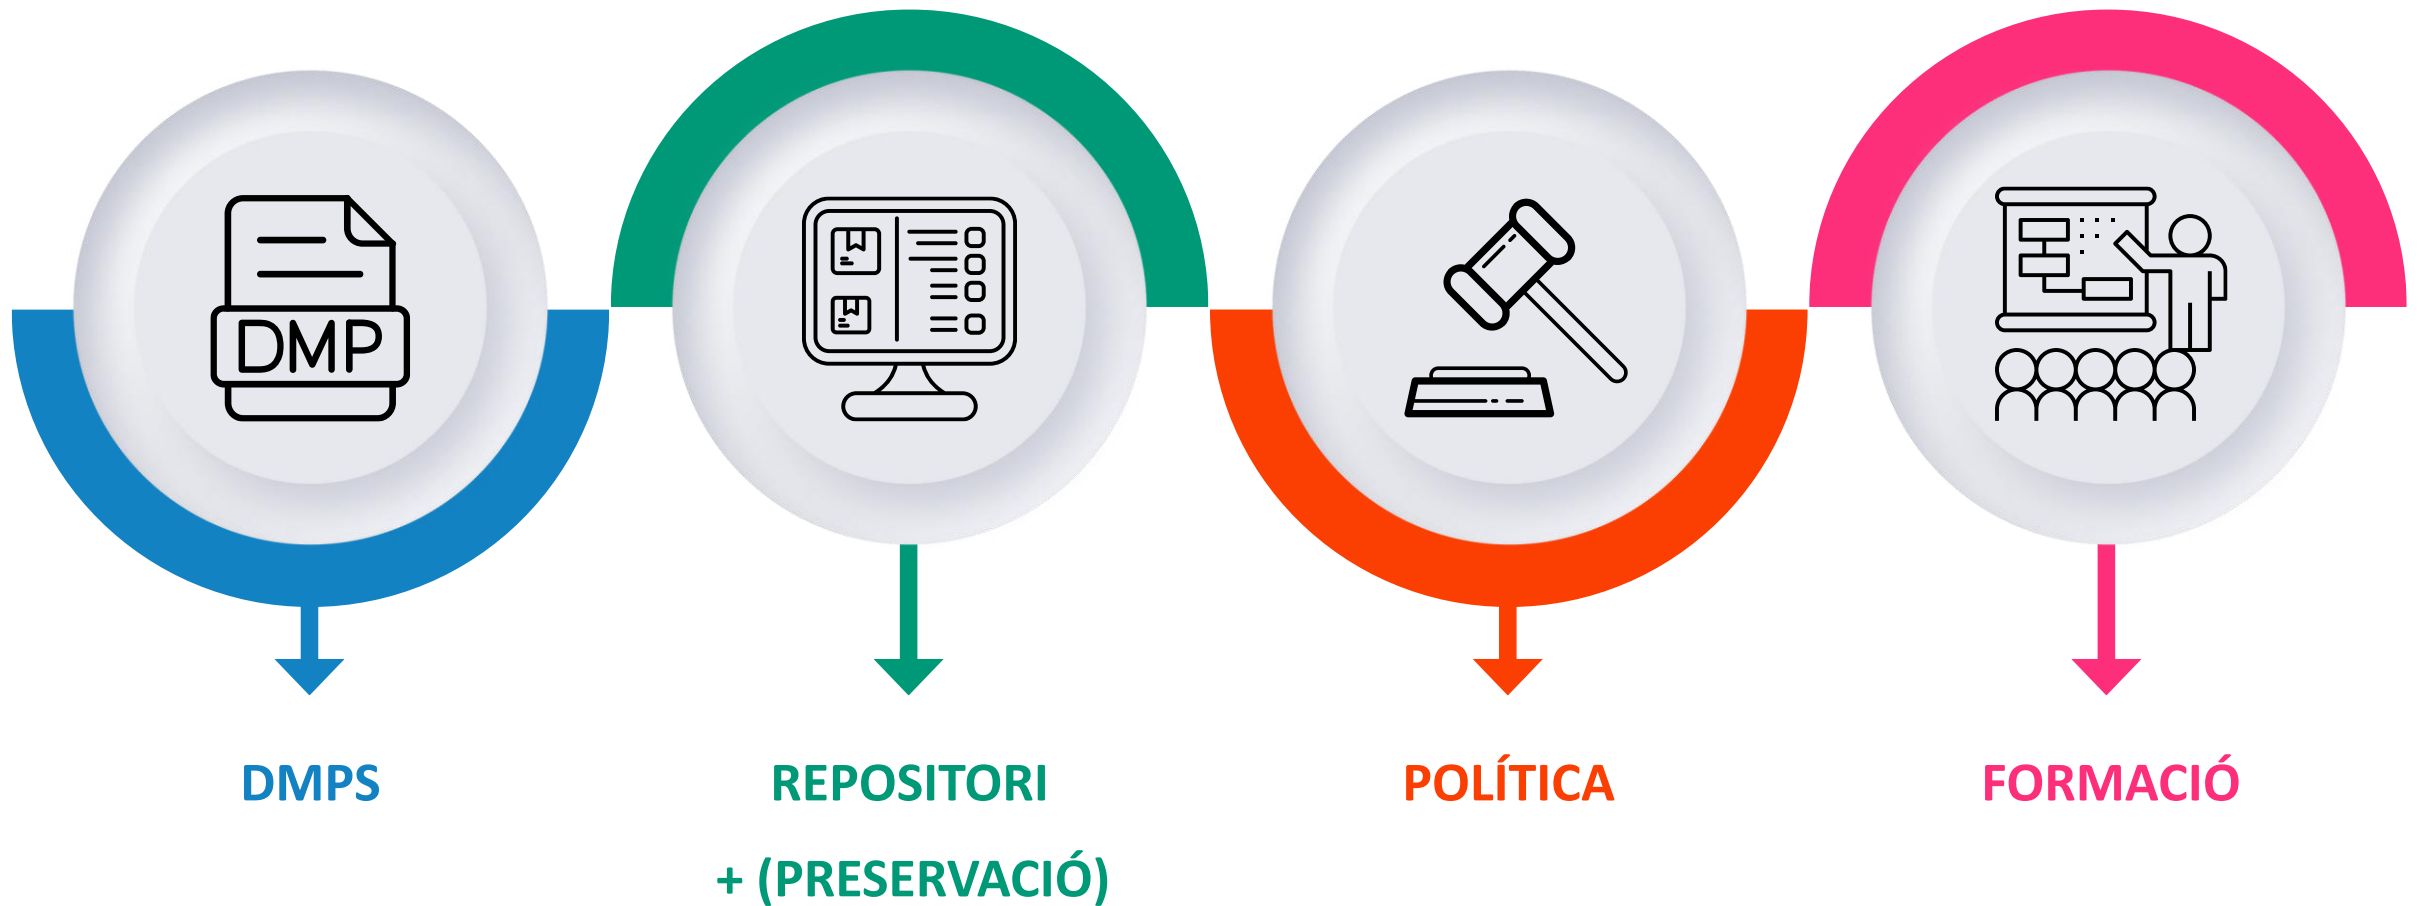 DMP
DMPS
REPOSITORI
+ (PRESERVACIÓ)
POLÍTICA
FORMACIÓ